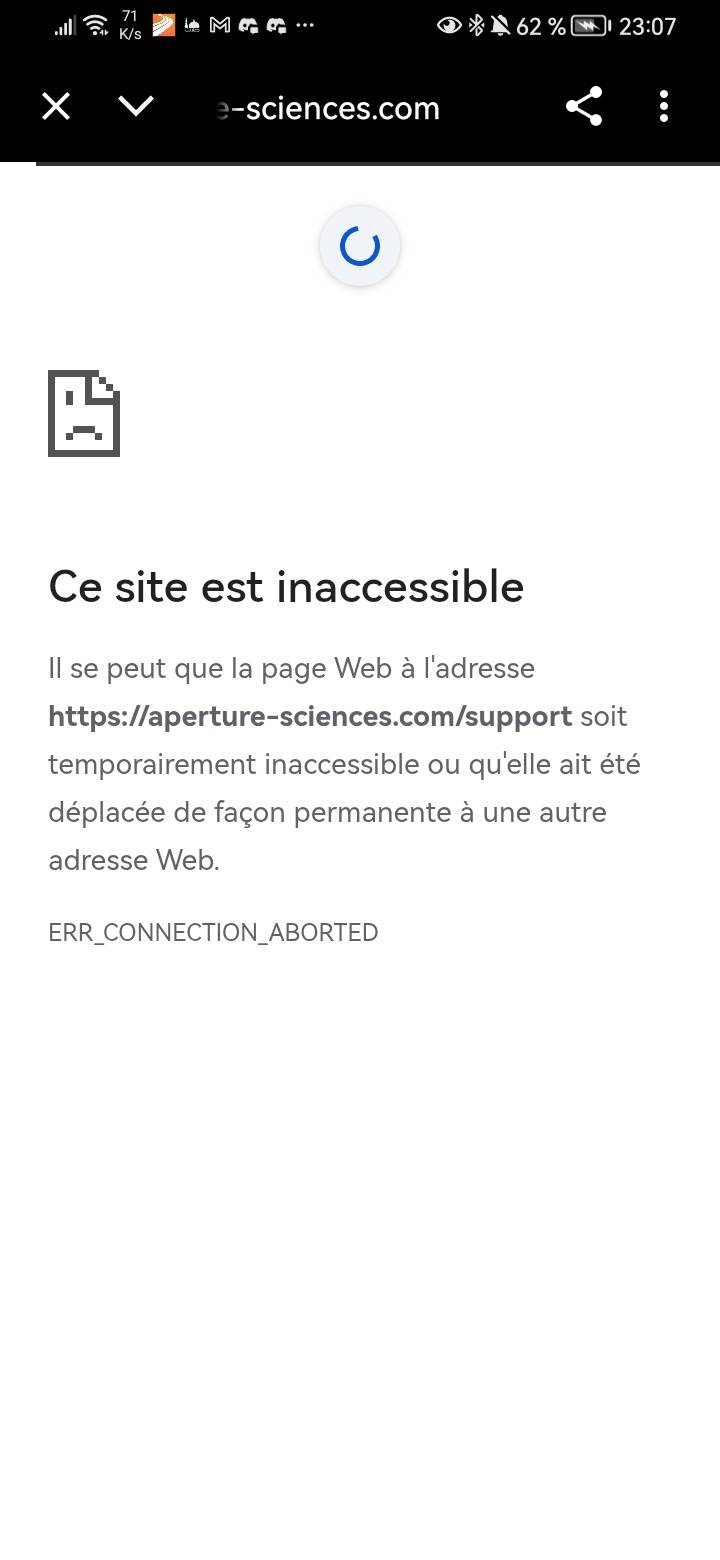 71
K/s
62 %
23:07
e-sciences.com
Ce site est inaccessible
Il se peut que la page Web à l'adresse
https://aperture-sciences.com/support soit
temporairement inaccessible ou qu'elle ait été
déplacée de façon permanente à une autre
adresse Web.
ERR_CONNECTION_ABORTED